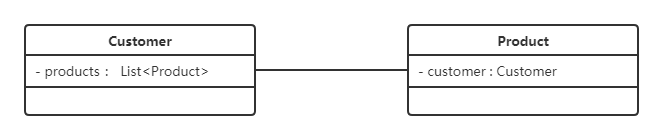 Customer
- products： List<Product>
Product
- customer : Customer